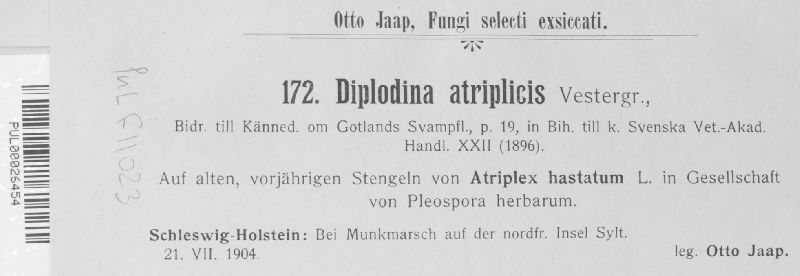 Otto Jaap, Fungi selecti exsiccati.
172. Diplodina atriplicis Vestergr.,
Bidr. till Känned. om Gotlands Svampfl., p. 19, in Bih. till k. Svenska Vet.-Akad.
Handl. XXII (1896).
Auf alten, vorjährigen Stengeln von Atriplex hastatum L. in Gesellschaft
von Pleospora herbarum.
Schleswig-Holstein: Bei Munkmarsch auf der nordfr. Insel Sylt.
21. VII. 1904.
leg. Otto Jaap.
PUL00026454
PUL F11023